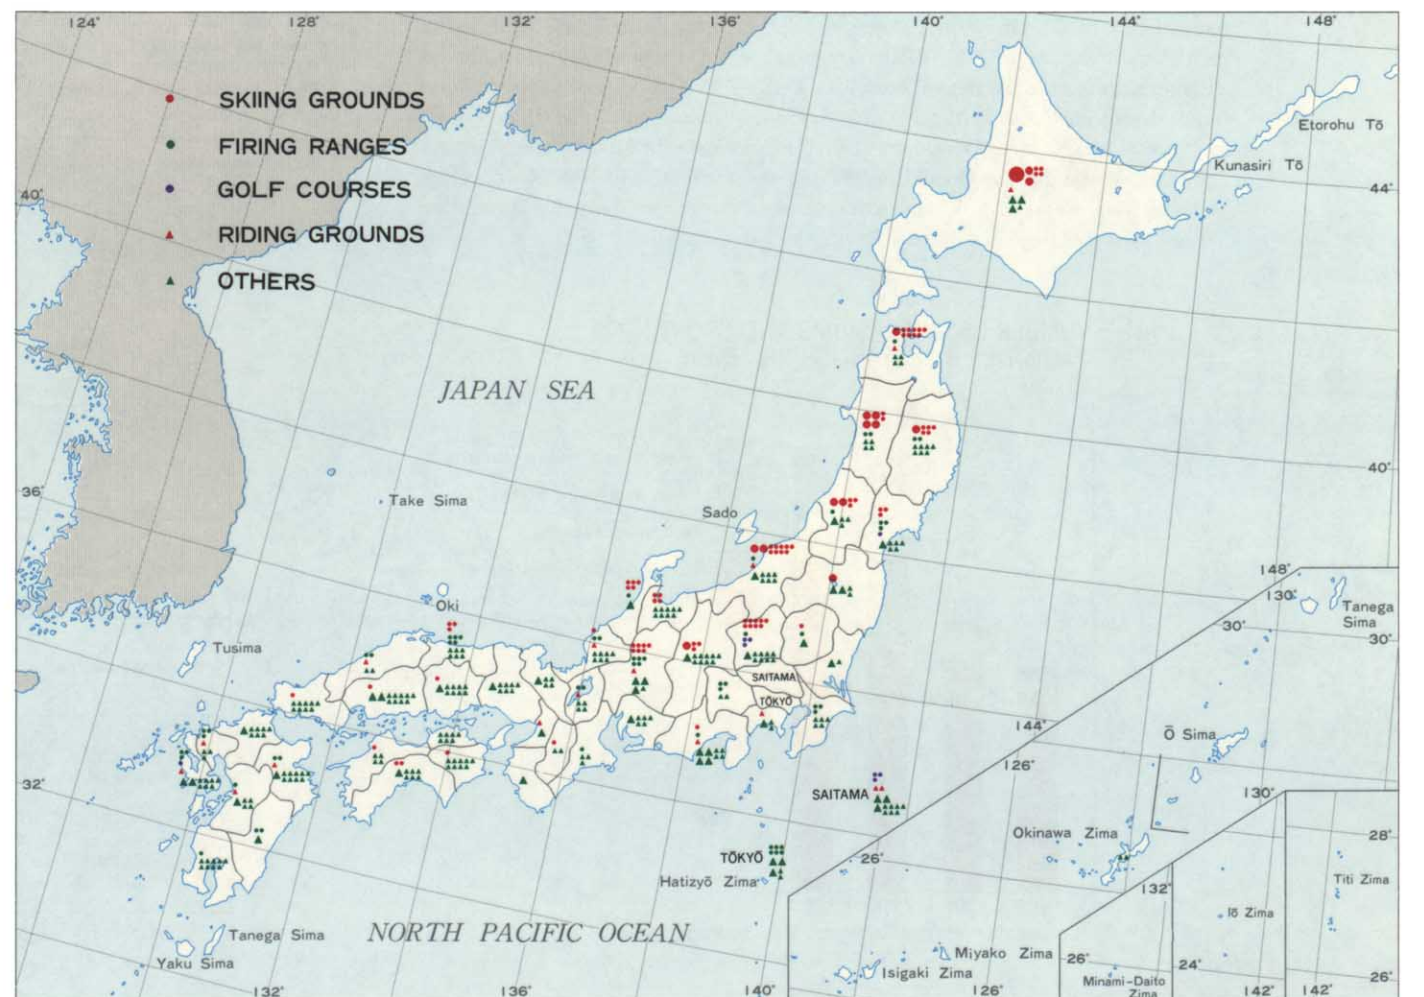 124° 128° 132° 136° 140° 144° 148°
SKIING GROUNDS
FIRING RANGES
GOLF COURSES
RIDING GROUNDS
OTHERS
Etorohu Tō
Kunasiri Tō
40°
44°
JAPAN SEA
40°
36°
Take Sima
Sado
148°
130°
Oki
Tanega
Sima
30°
30°
Tusima
SAITAMA
TŌKYŌ
144°
Ō Sima
126°
32°
SAITAMA
130°
Okinawa Zima
28°
TŌKYŌ
26°
Hatizyō Zima
132°
Titi Zima
Iō Zima
Tanega Sima
NORTH PACIFIC OCEAN
Miyako Zima
26°
Yaku Sima
Isigaki Zima
24°
26°
Minami-Daito
Zima
132° 136° 140° 126° 142° 142°